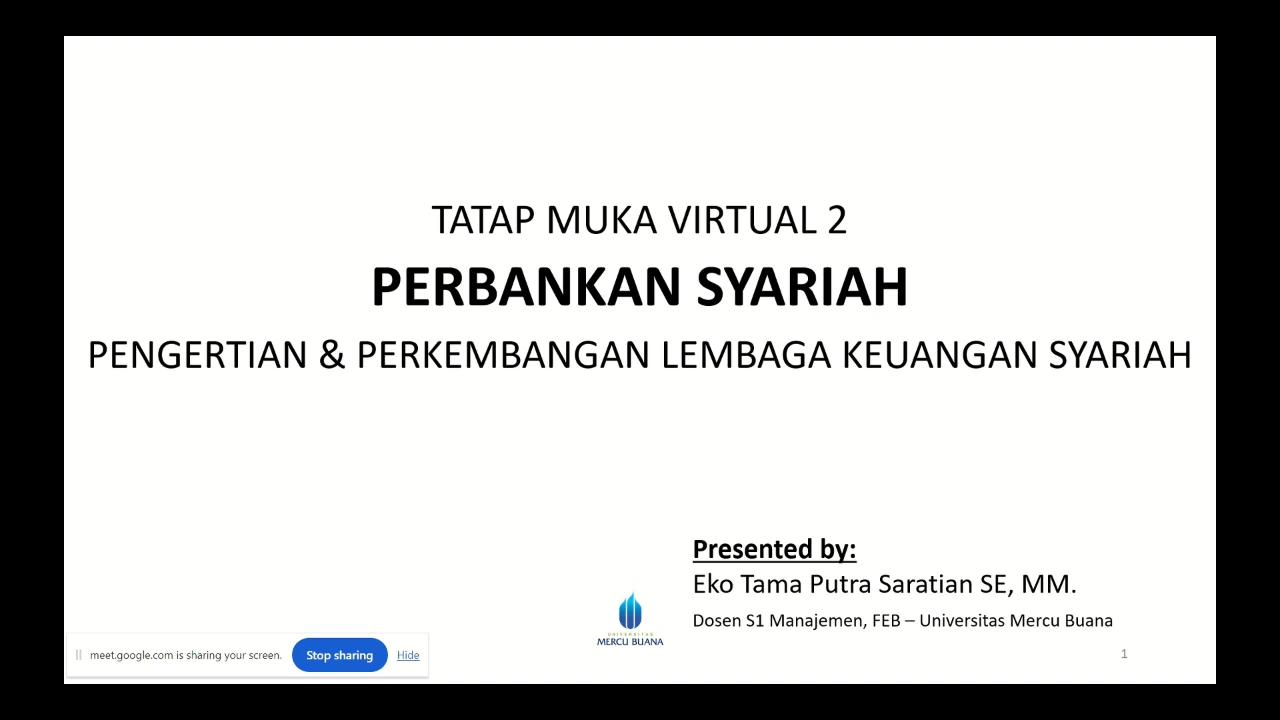 TATAP MUKA VIRTUAL 2
PERBANKAN SYARIAH
PENGERTIAN & PERKEMBANGAN LEMBAGA KEUANGAN SYARIAH
Presented by:
Eko Tama Putra Saratian SE, MM.
Dosen S1 Manajemen, FEB – Universitas Mercu Buana
UNIVERSITAS
MERCU BUANA
meet.google.com is sharing your screen. Stop sharing Hide
1